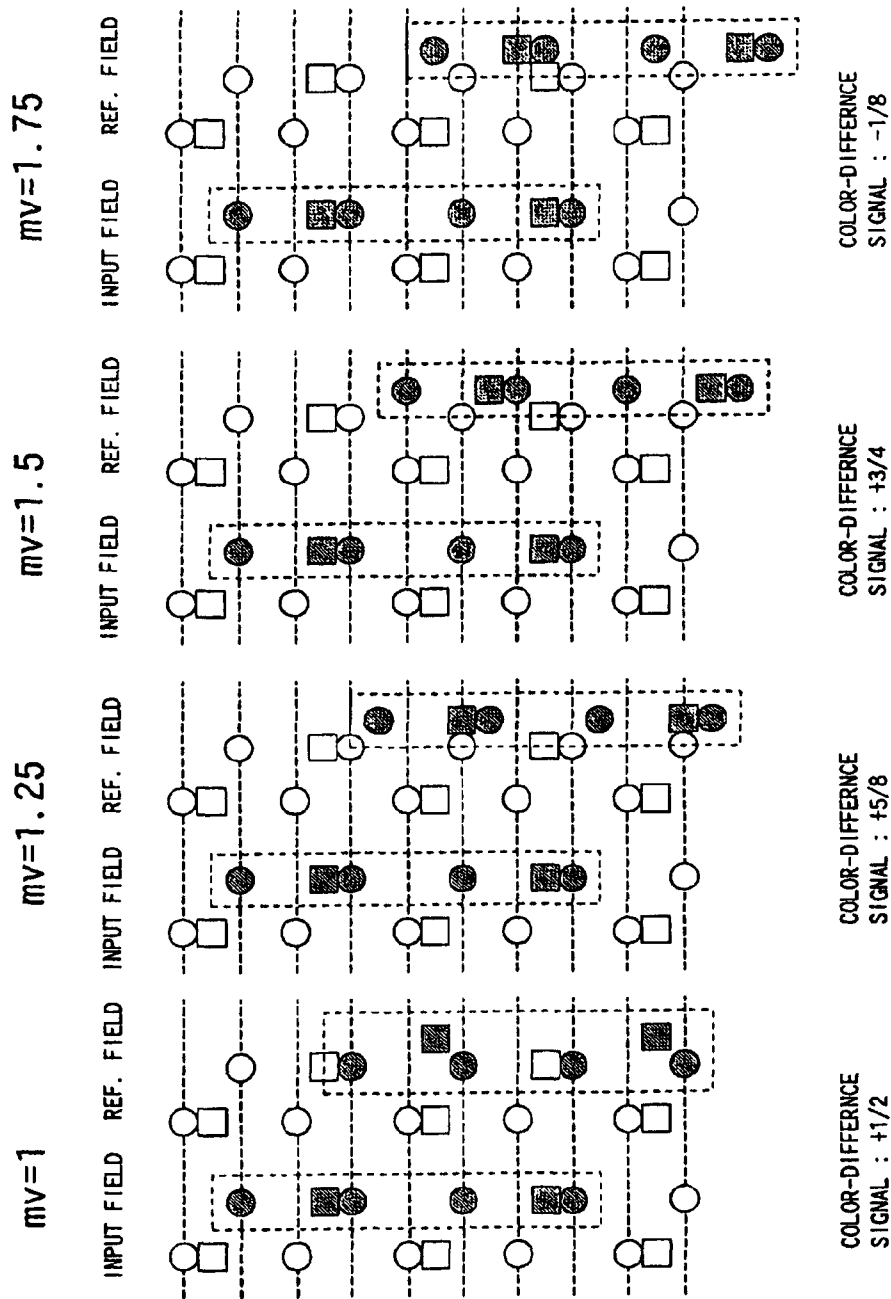 mv=1
INPUT FIELD REF. FIELD
COLOR-DIFFERNCE
SIGNAL : +1/2
mv=1.25
INPUT FIELD REF. FIELD
COLOR-DIFFERNCE
SIGNAL : +5/8
mv=1.5
INPUT FIELD REF. FIELD
COLOR-DIFFERNCE
SIGNAL : +3/4
mv=1.75
INPUT FIELD REF. FIELD
COLOR-DIFFERNCE
SIGNAL : -1/8